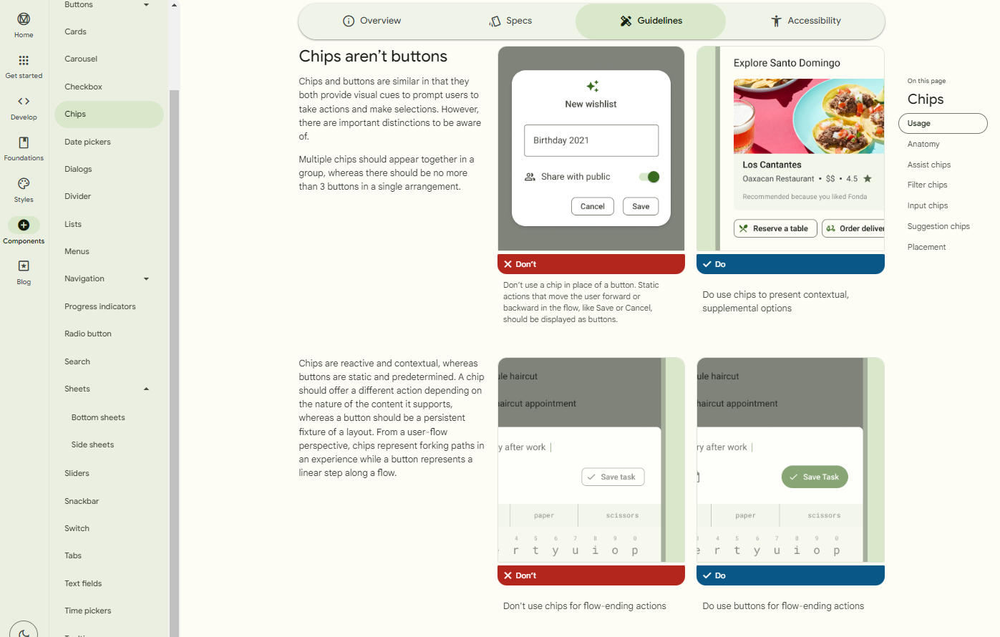 Home
Get started
Develop
Foundations
Styles
Components
Blog
Buttons
Cards
Carousel
Checkbox
Chips
Date pickers
Dialogs
Divider
Lists
Menus
Navigation
Progress indicators
Radio button
Search
Sheets
Bottom sheets
Side sheets
Sliders
Snackbar
Switch
Tabs
Text fields
Time pickers
Overview
Specs
Guidelines
Accessibility
Chips aren’t buttons
Chips and buttons are similar in that they
both provide visual cues to prompt users to
take actions and make selections. However,
there are important distinctions to be aware
of.
Multiple chips should appear together in a
group, whereas there should be no more
than 3 buttons in a single arrangement.
New wishlist
Birthday 2021
Share with public
Cancel
Save
Don’t
Don’t use a chip in place of a button. Static
actions that move the user forward or
backward in the flow, like Save or Cancel,
should be displayed as buttons.
Explore Santo Domingo
Los Cantantes
Oaxacan Restaurant • $$ • 4.5 ★
Recommended because you liked Fonda
Reserve a table
Order deliver
Do
Do use chips to present contextual,
supplemental options
Chips are reactive and contextual, whereas
buttons are static and predetermined. A chip
should offer a different action depending on
the nature of the content it supports,
whereas a button should be a persistent
fixture of a layout. From a user-flow
perspective, chips represent forking paths in
an experience while a button represents a
linear step along a flow.
ule haircut
haircut appointment
y after work
Save task
paper scissors
4 5 6 7 8 9 0
r t y u i o p
Don’t
Don’t use chips for flow-ending actions
ule haircut
haircut appointment
ry after work
Save Task
paper scissors
4 5 6 7 8 9 0
e r t y u i o p
Do
Do use buttons for flow-ending actions
On this page
Chips
Usage
Anatomy
Assist chips
Filter chips
Input chips
Suggestion chips
Placement